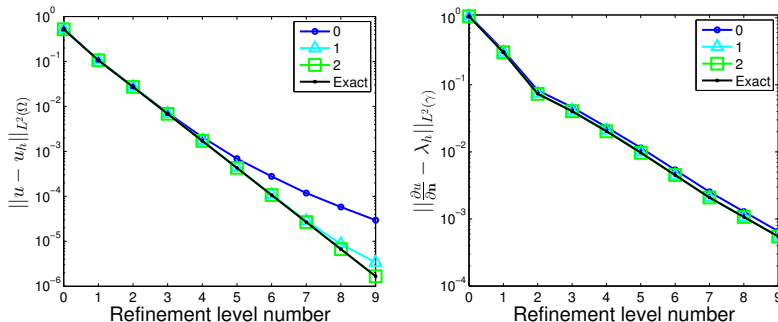 10^0
10^{-1}
10^{-2}
10^{-3}
10^{-4}
10^{-5}
10^{-6}
||u − u_h||_{L^2(Ω)}
0
1
2
Exact
0 1 2 3 4 5 6 7 8 9
Refinement level number
10^0
10^{-1}
10^{-2}
10^{-3}
10^{-4}
||∂u/∂n − λ_h||_{L^2(γ)}
0
1
2
Exact
0 1 2 3 4 5 6 7 8 9
Refinement level number